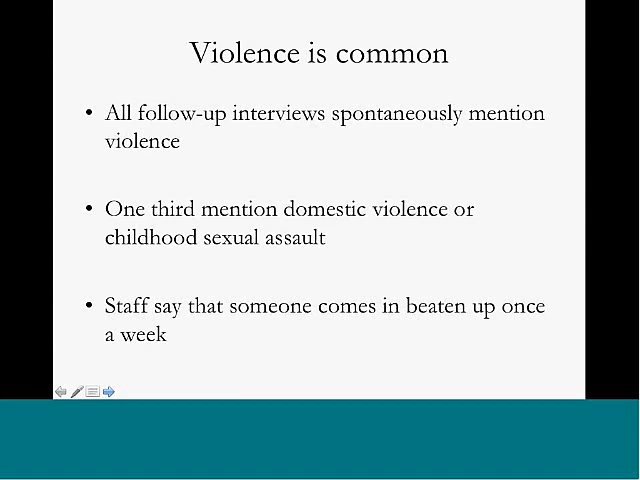 Violence is common
• All follow-up interviews spontaneously mention
violence
• One third mention domestic violence or
childhood sexual assault
• Staff say that someone comes in beaten up once
a week